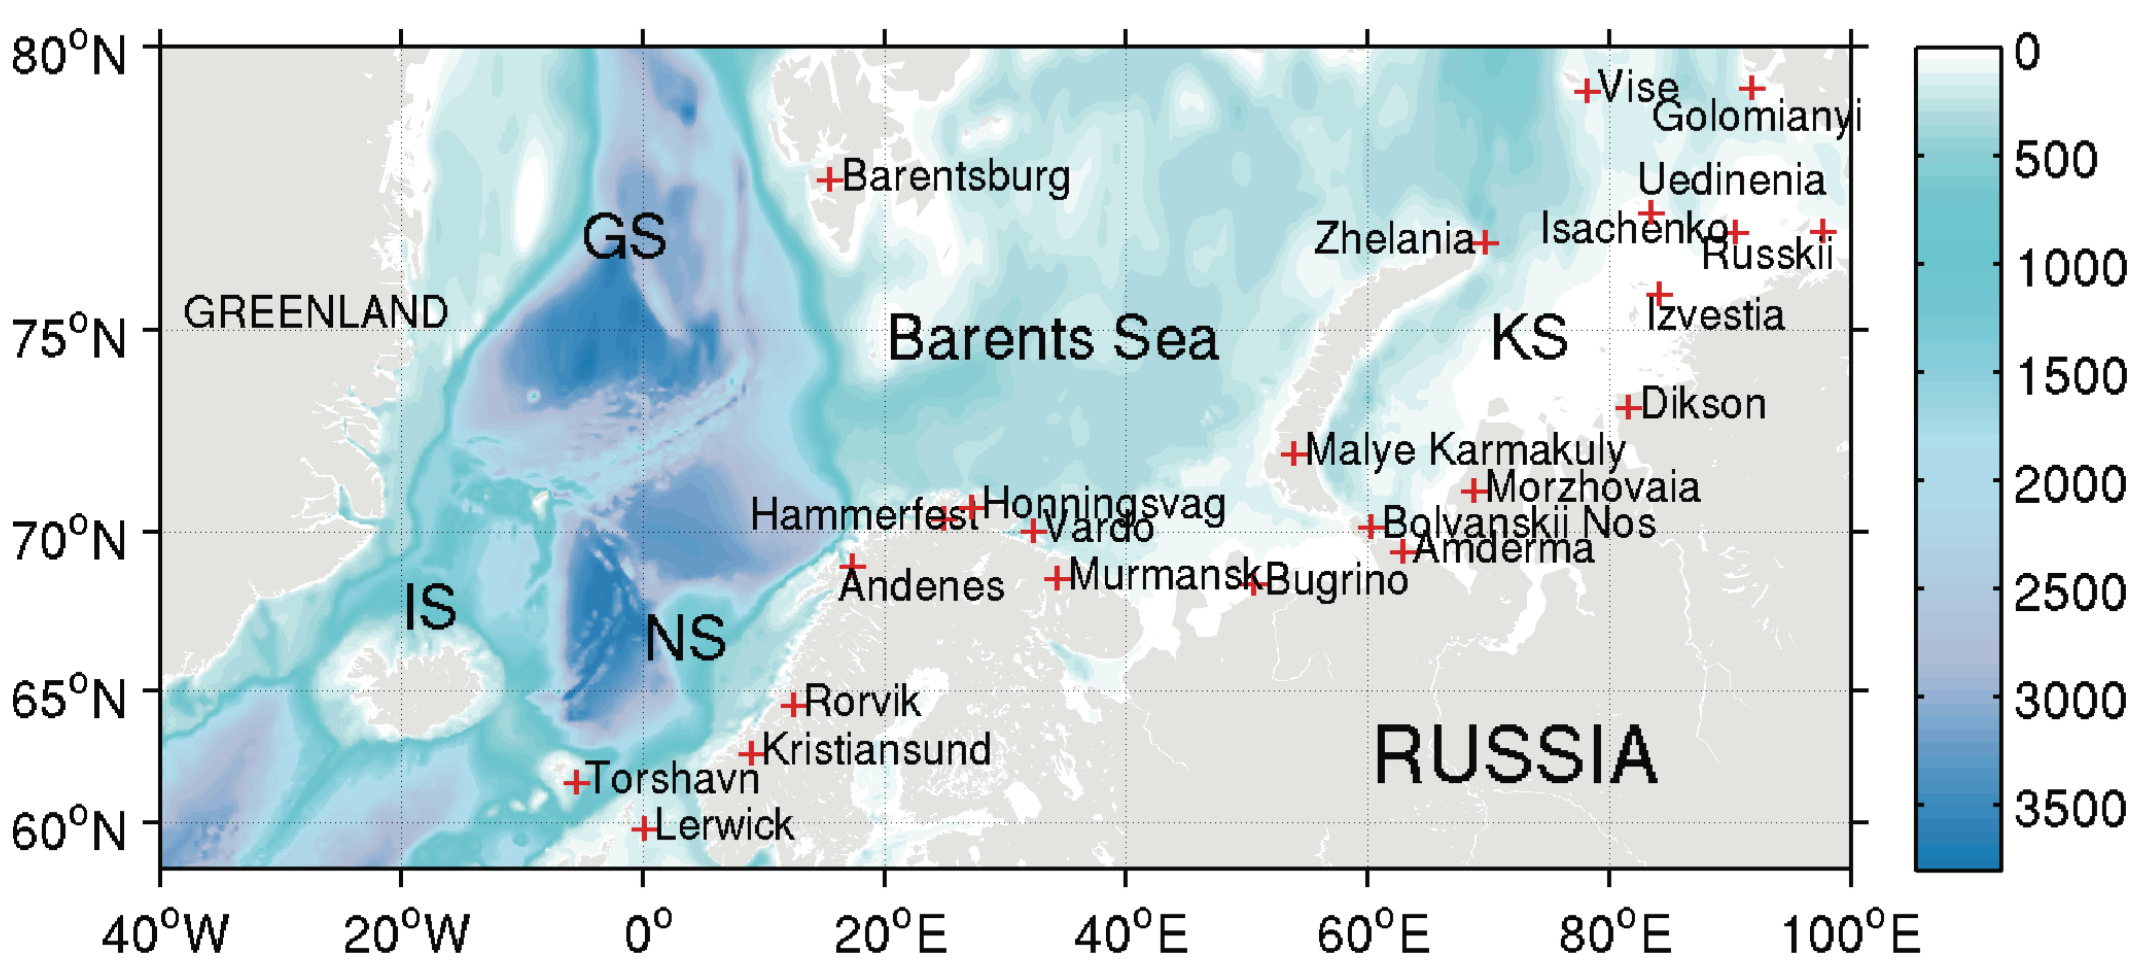 80°N
0
Vise
Golomianyi
500
Barentsburg
Uedinenia
GS
Zhelania
Isachenko
Russkii
1000
GREENLAND
Izvestia
75°N
Barents Sea
KS
1500
Dikson
Malye Karmakuly
2000
Morzhovaia
Hammerfest
Honningsvag
70°N
Vardo
Bolvanskii Nos
Amderma
Andenes
Murmansk
Bugrino
2500
IS
NS
65°N
Rorvik
3000
Kristiansund
RUSSIA
Torshavn
60°N
Lerwick
3500
40°W
20°W
0°
20°E
40°E
60°E
80°E
100°E